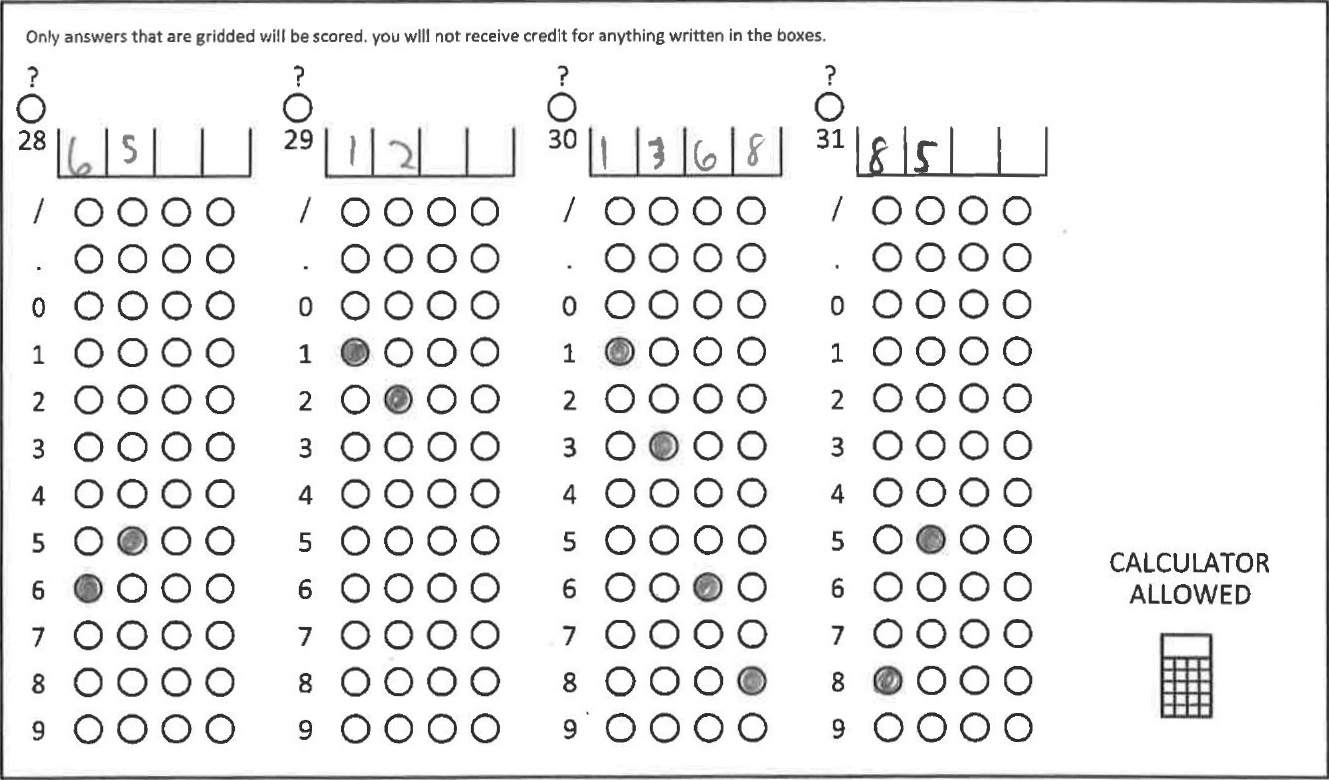 Only answers that are gridded will be scored. you will not receive credit for anything written in the boxes.
? ? ? ?
28 6 5 29 1 2 30 1 3 6 8 31 8 5
/ / / /
. . . .
0 0 0 0
1 1 1 1
2 2 2 2
3 3 3 3
4 4 4 4
5 5 5 5
6 6 6 6
7 7 7 7
8 8 8 8
9 9 9 9
CALCULATOR
ALLOWED